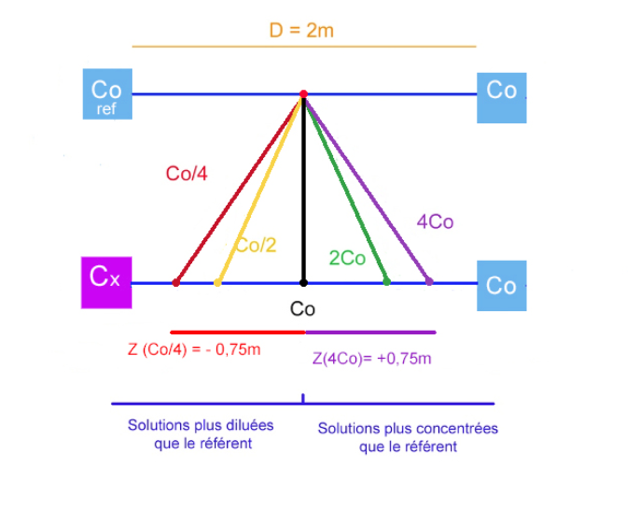 D = 2m
Co
ref
Co
Co/4
4Co
Co/2
2Co
Cx
Co
Co
Z (Co/4) = - 0,75m
Z(4Co)= +0,75m
Solutions plus diluées
que le référent
Solutions plus concentrées
que le référent